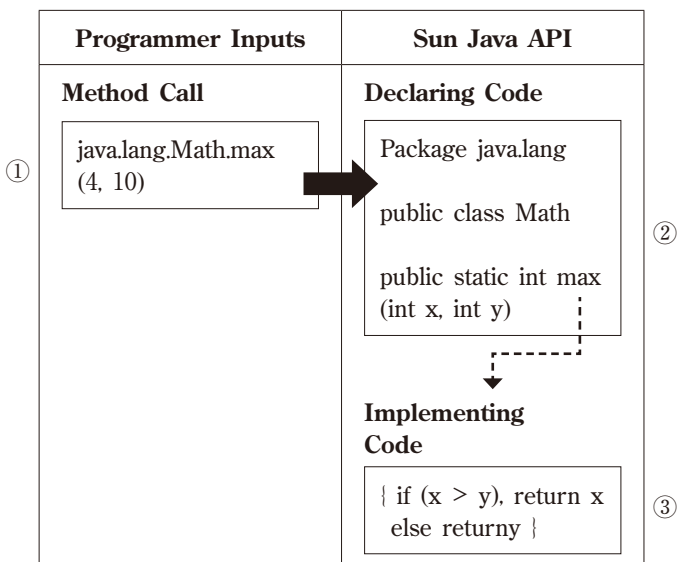 Programmer Inputs
Sun Java API
Method Call
①
java.lang.Math.max
(4, 10)
Declaring Code
Package java.lang
public class Math
②
public static int max
(int x, int y)
Implementing
Code
{ if (x > y), return x
else returny }
③